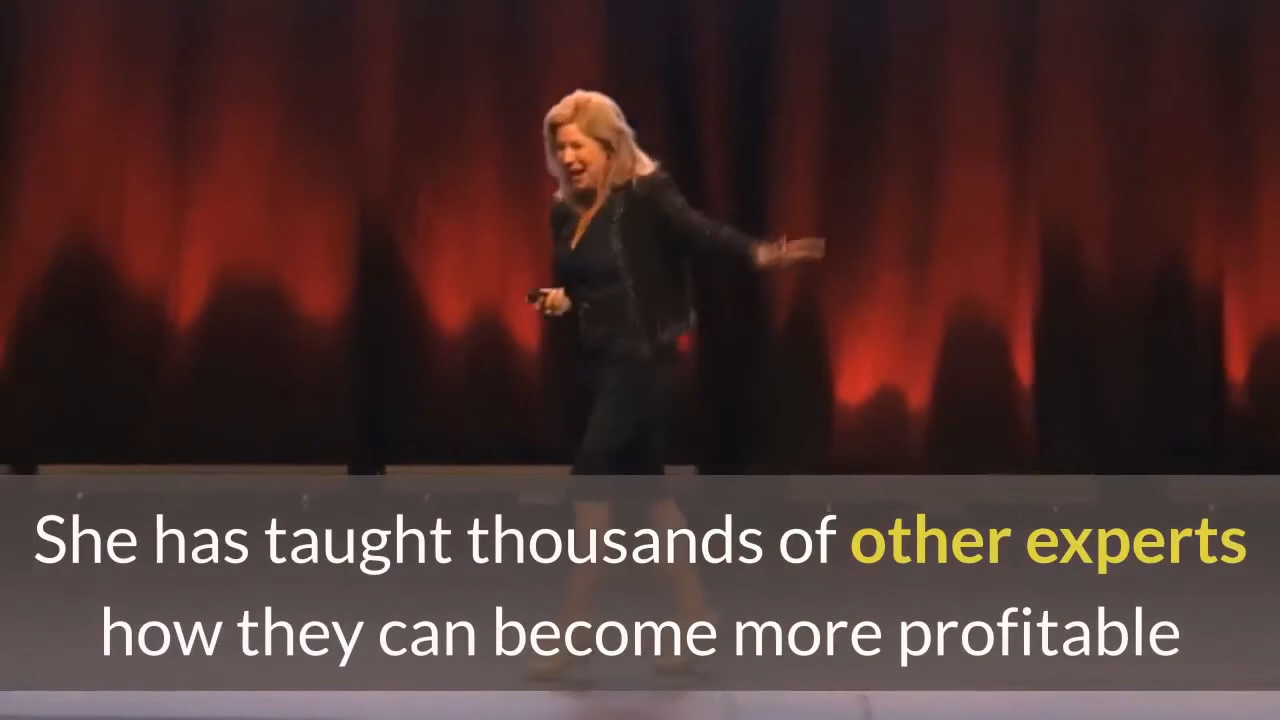 She has taught thousands of other experts
how they can become more profitable